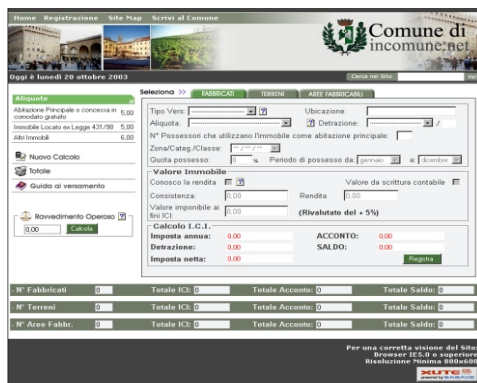 Home Registrazione Site Map Scrivi al Comune
Comune di
incomune.net
Oggi è lunedì 20 ottobre 2003
Cerca nel Sito
Vai
Aliquote
Abitazione Principale o concessa in comodato gratuito 5,00
Immobile Locato ex Legge 431/98 5,00
Altri Immobili 6,00
Nuovo Calcolo
Totale
Guida al versamento
Ravvedimento Operoso ?
0,00 Calcola
Seleziona >> FABBRICATI TERRENI AREE FABBRICABILI
Tipo Vers: ? Ubicazione:
Aliquota: ? Detrazione: /
N° Possessori che utilizzano l'immobile come abitazione principale:
Zona/Categ./Classe: -- / -- / --
Quota possesso: 0 % Periodo di possesso da: gennaio a: dicembre
Valore Immobile
Conosco la rendita ? Valore da scrittura contabile
Consistenza: 0,00 Rendita 0,00
Valore imponibile ai fini ICI: 0,00 (Rivalutato del + 5%)
Calcolo I.C.I.
Imposta annua: 0,00 ACCONTO: 0,00
Detrazione: 0,00 SALDO: 0,00
Imposta netta: 0,00 Registra
N° Fabbricati 0 Totale ICI: 0 Totale Acconto: 0 Totale Saldo: 0
N° Terreni 0 Totale ICI: 0 Totale Acconto: 0 Totale Saldo: 0
N° Aree Fabbr. 0 Totale ICI: 0 Totale Acconto: 0 Totale Saldo: 0
Per una corretta visione del Sito:
Browser IE5.0 o superiore
Risoluzione Minima 800x600